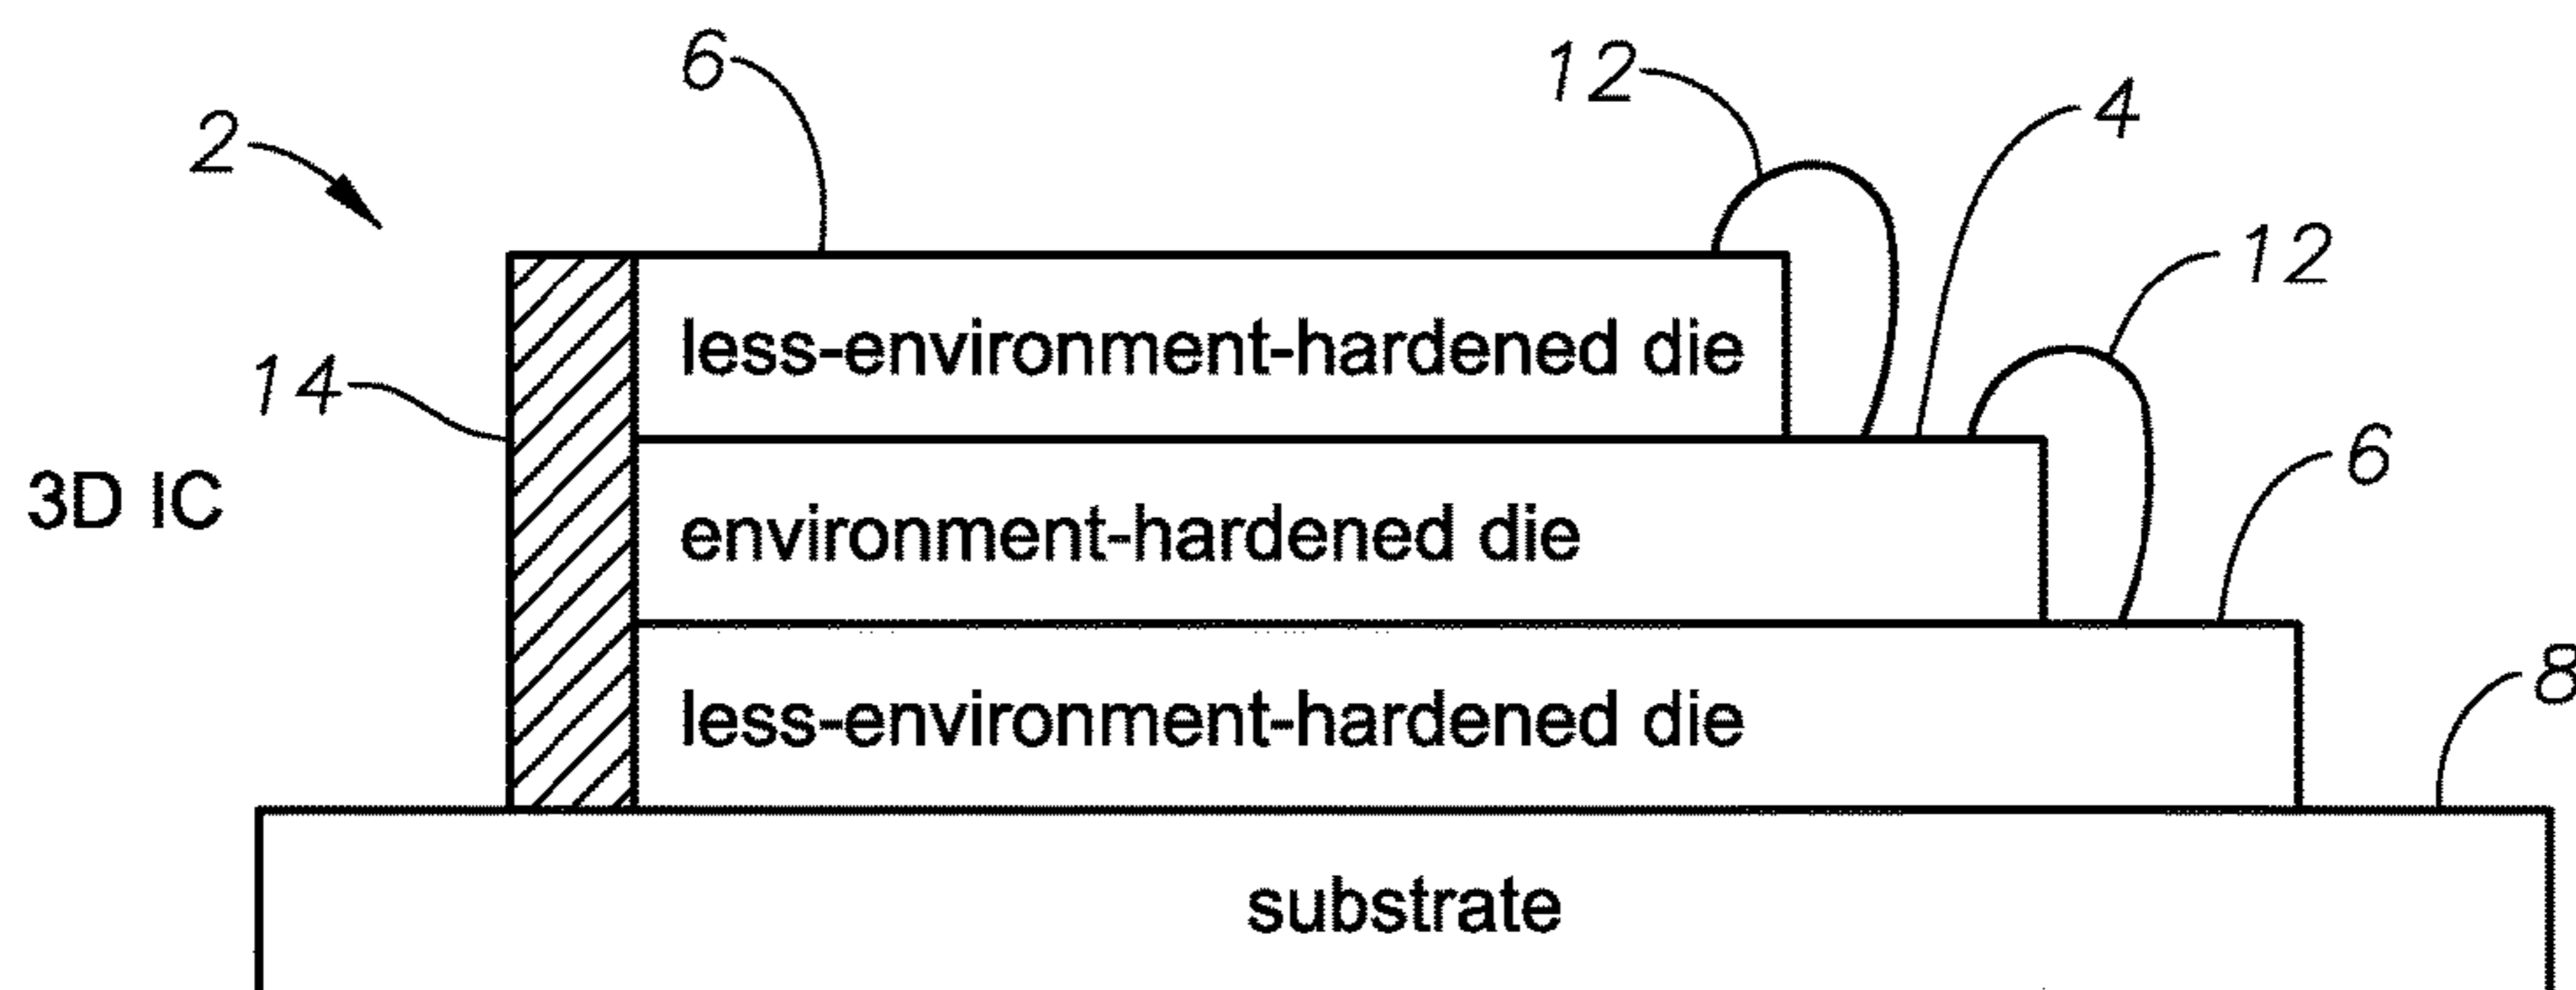 6
12
4
2
12
less-environment-hardened die
14
6
3D IC
environment-hardened die
8
less-environment-hardened die
substrate